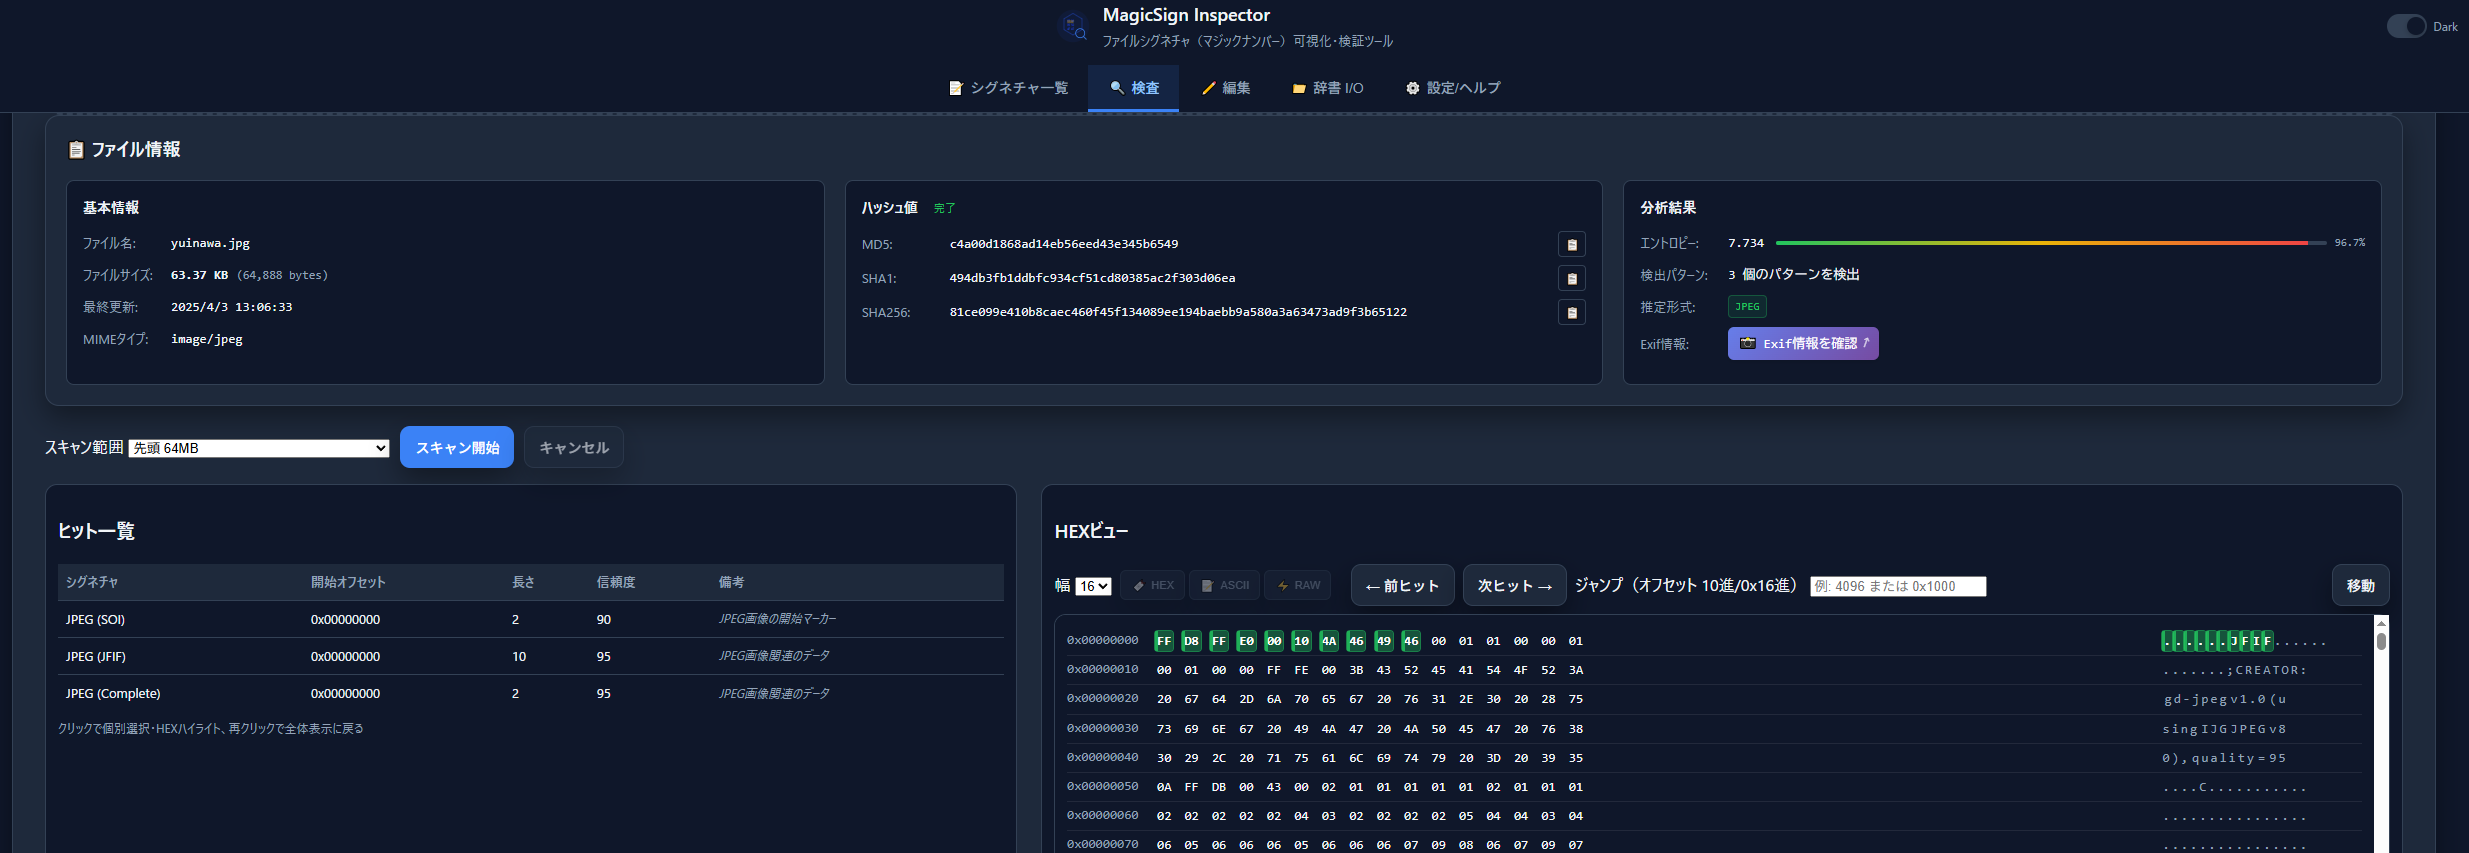 MagicSign Inspector
ファイルシグネチャ（マジックナンバー）可視化・検証ツール
Dark
シグネチャ一覧
検査
編集
辞書 I/O
設定/ヘルプ
ファイル情報
基本情報
ファイル名: yuinawa.jpg
ファイルサイズ: 63.37 KB (64,888 bytes)
最終更新: 2025/4/3 13:06:33
MIMEタイプ: image/jpeg
ハッシュ値 完了
MD5: c4a00d1868ad14eb56eed43e345b6549
SHA1: 494db3fb1ddbfc934cf51cd80385ac2f303d06ea
SHA256: 81ce099e410b8caec460f45f134089ee194baebb9a580a3a63473ad9f3b65122
分析結果
エントロピー: 7.734 96.7%
検出パターン: 3 個のパターンを検出
推定形式: JPEG
Exif情報: Exif情報を確認 ↗
スキャン範囲 先頭 64MB スキャン開始 キャンセル
ヒット一覧
シグネチャ 開始オフセット 長さ 信頼度 備考
JPEG (SOI) 0x00000000 2 90 JPEG画像の開始マーカー
JPEG (JFIF) 0x00000000 10 95 JPEG画像関連のデータ
JPEG (Complete) 0x00000000 2 95 JPEG画像関連のデータ
クリックで個別選択・HEXハイライト、再クリックで全体表示に戻る
HEXビュー
幅 16 HEX ASCII RAW ←前ヒット 次ヒット→ ジャンプ（オフセット 10進/0x16進） 例: 4096 または 0x1000 移動
0x00000000 FF D8 FF E0 00 10 4A 46 49 46 00 01 01 00 00 01 ......JFIF......
0x00000010 00 01 00 00 FF FE 00 3B 43 52 45 41 54 4F 52 3A .......;CREATOR:
0x00000020 20 67 64 2D 6A 70 65 67 20 76 31 2E 30 20 28 75 gd-jpegv1.0(u
0x00000030 73 69 6E 67 20 49 4A 47 20 4A 50 45 47 20 76 38 singIJGJPEGv8
0x00000040 30 29 2C 20 71 75 61 6C 69 74 79 20 3D 20 39 35 0),quality=95
0x00000050 0A FF DB 00 43 00 02 01 01 01 01 01 02 01 01 01 ....C...........
0x00000060 02 02 02 02 02 04 03 02 02 02 02 05 04 04 03 04 ................
0x00000070 06 05 06 06 06 05 06 06 06 07 09 08 06 07 09 07 ................